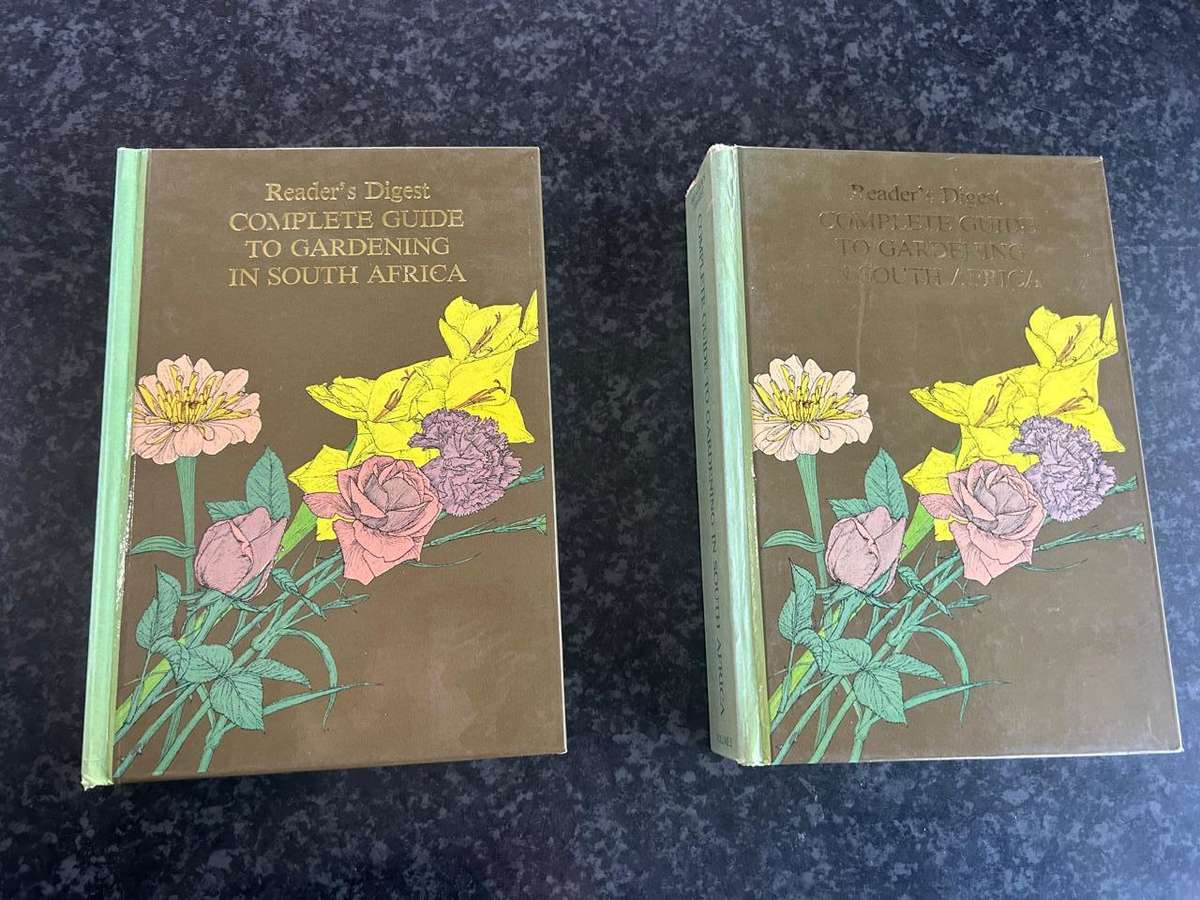 Reader's Digest
COMPLETE GUIDE
TO GARDENING
IN SOUTH AFRICA
Reader's Digest
COMPLETE GUIDE
TO GARDENING
IN SOUTH AFRICA
COMPLETE GUIDE TO GARDENING IN SOUTH AFRICA